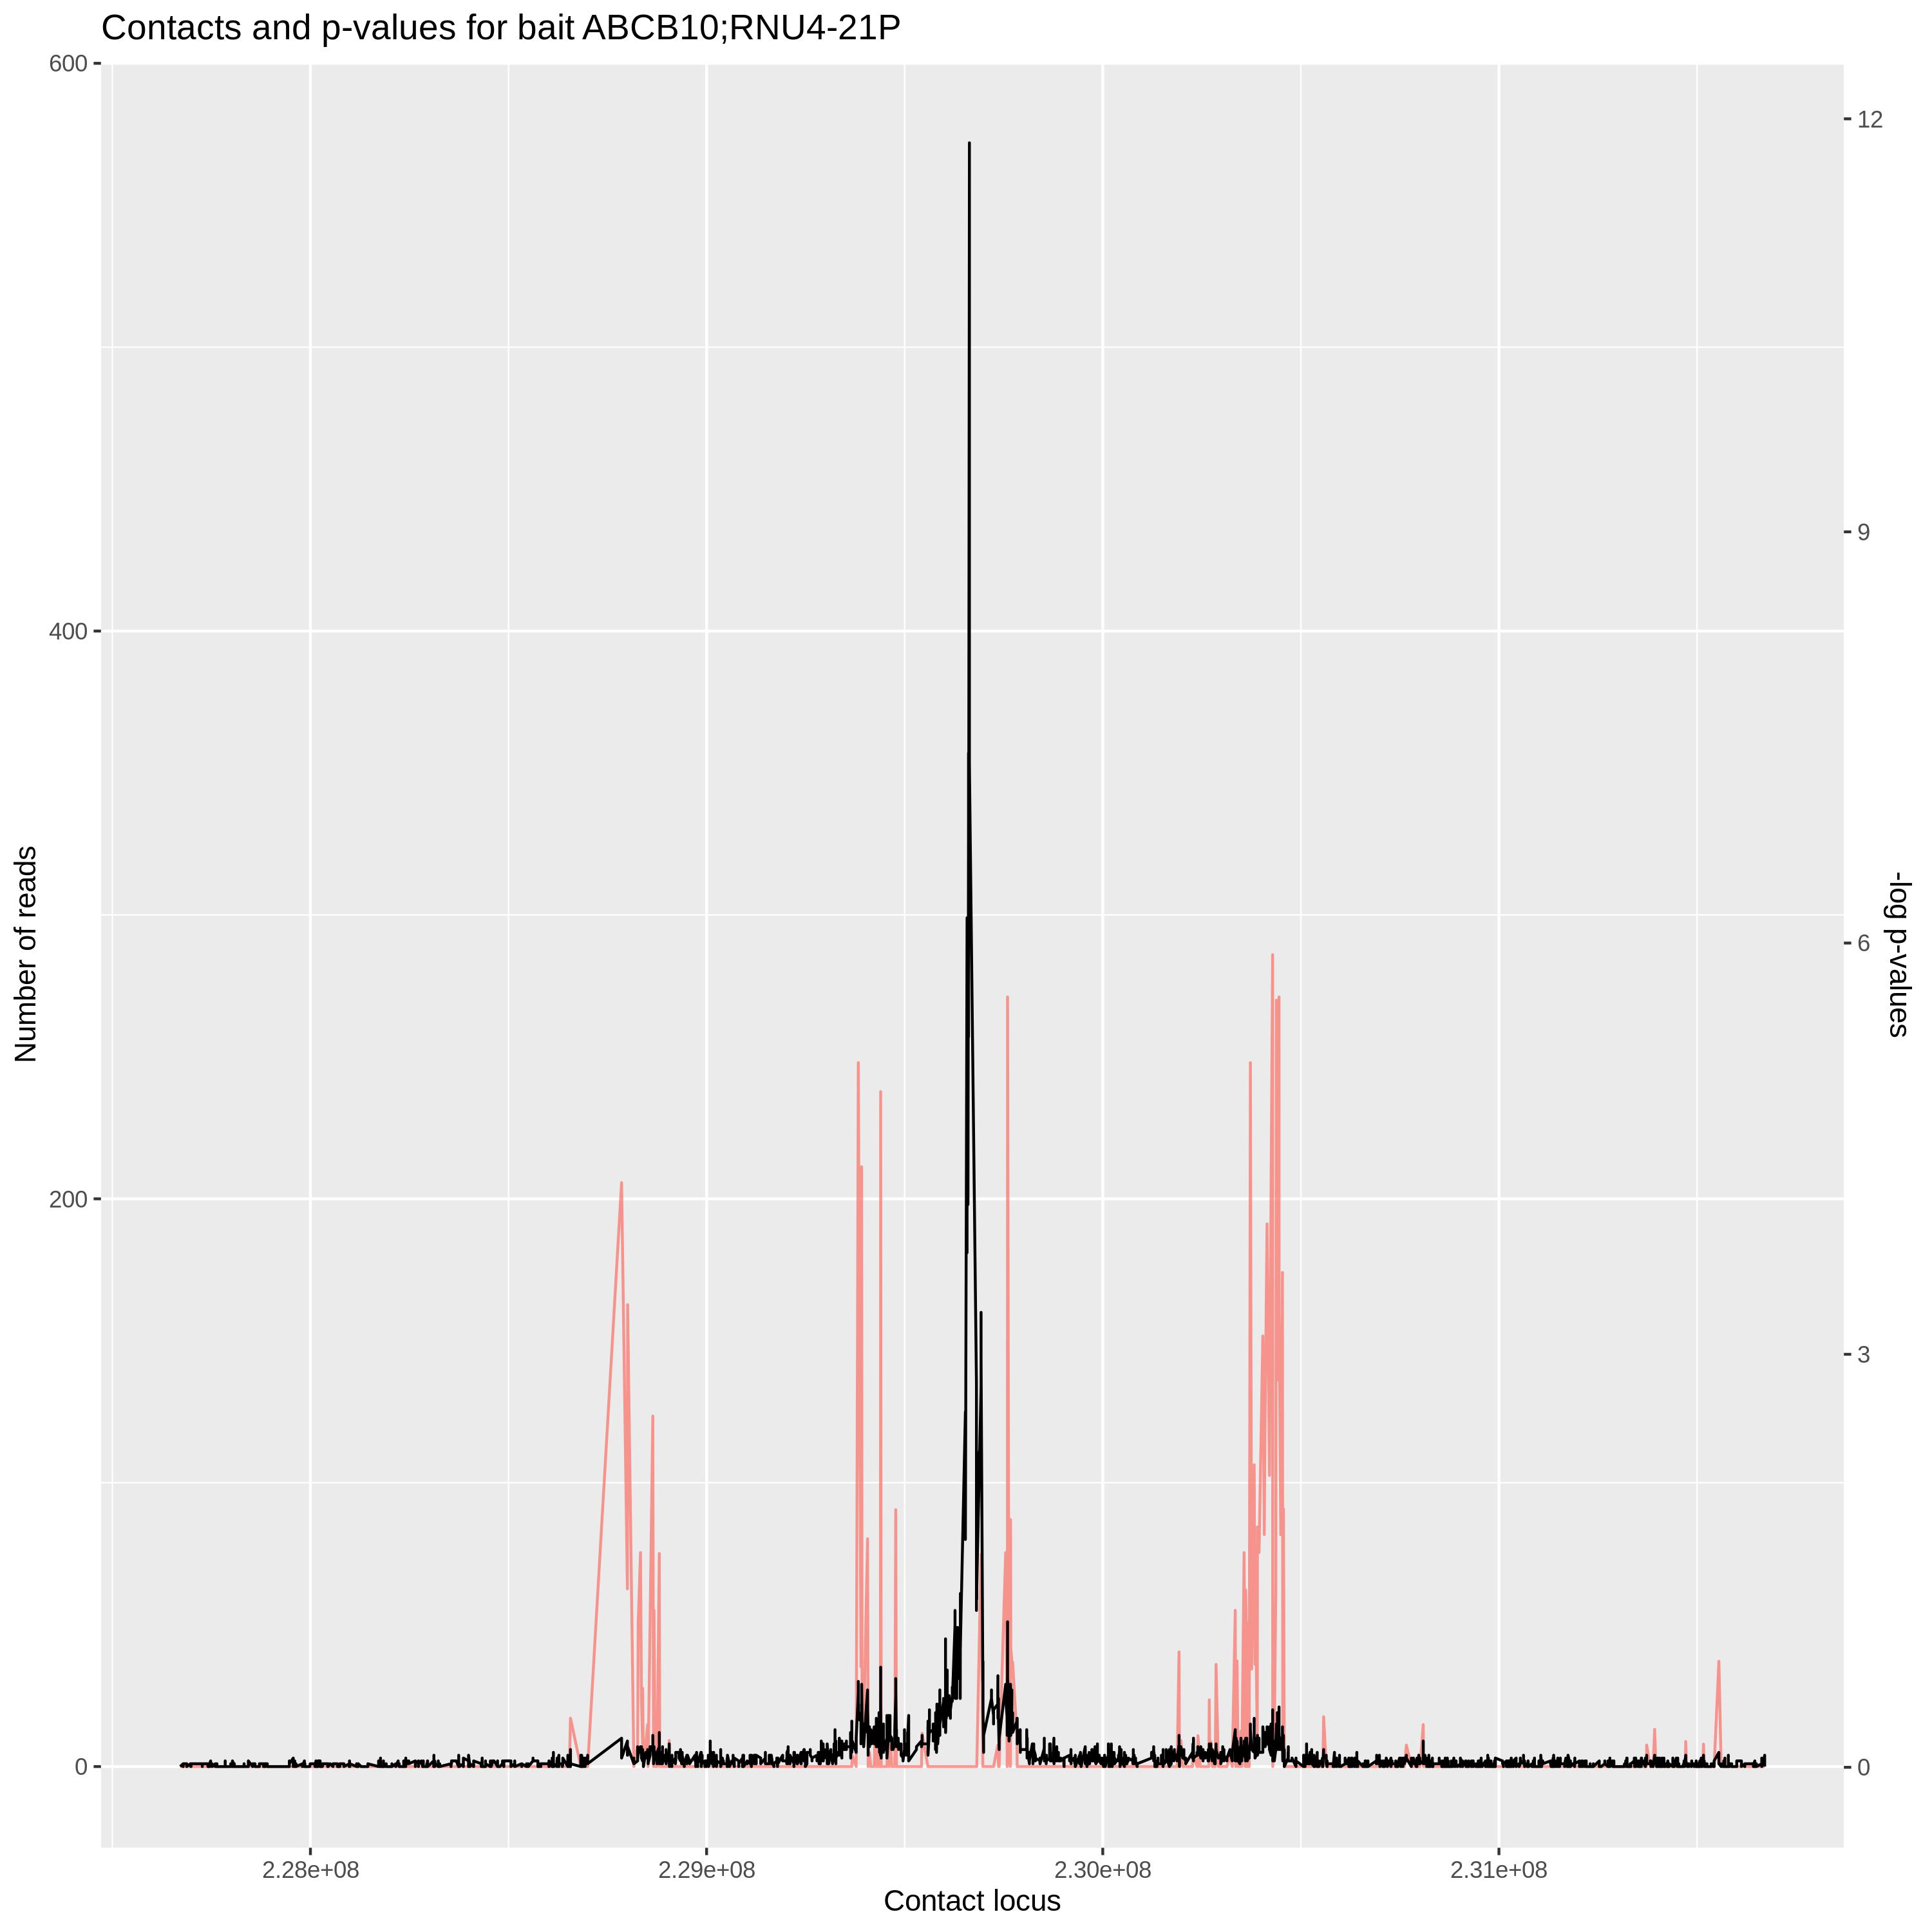 Contacts and p-values for bait ABCB10;RNU4-21P
600
400
200
0
Number of reads
12
9
6
3
0
-log p-values
2.28e+08 2.29e+08 2.30e+08 2.31e+08
Contact locus